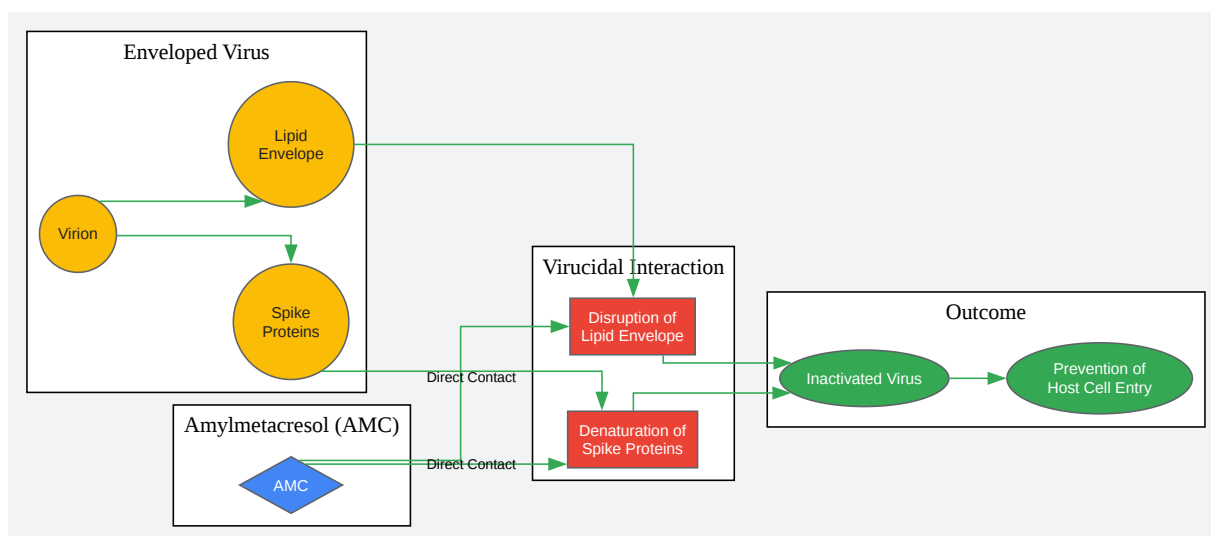 Enveloped Virus
Lipid
Envelope
Virion
Spike
Proteins
Amylmetacresol (AMC)
AMC
Direct Contact
Direct Contact
Virucidal Interaction
Disruption of
Lipid Envelope
Denaturation of
Spike Proteins
Outcome
Inactivated Virus
Prevention of
Host Cell Entry